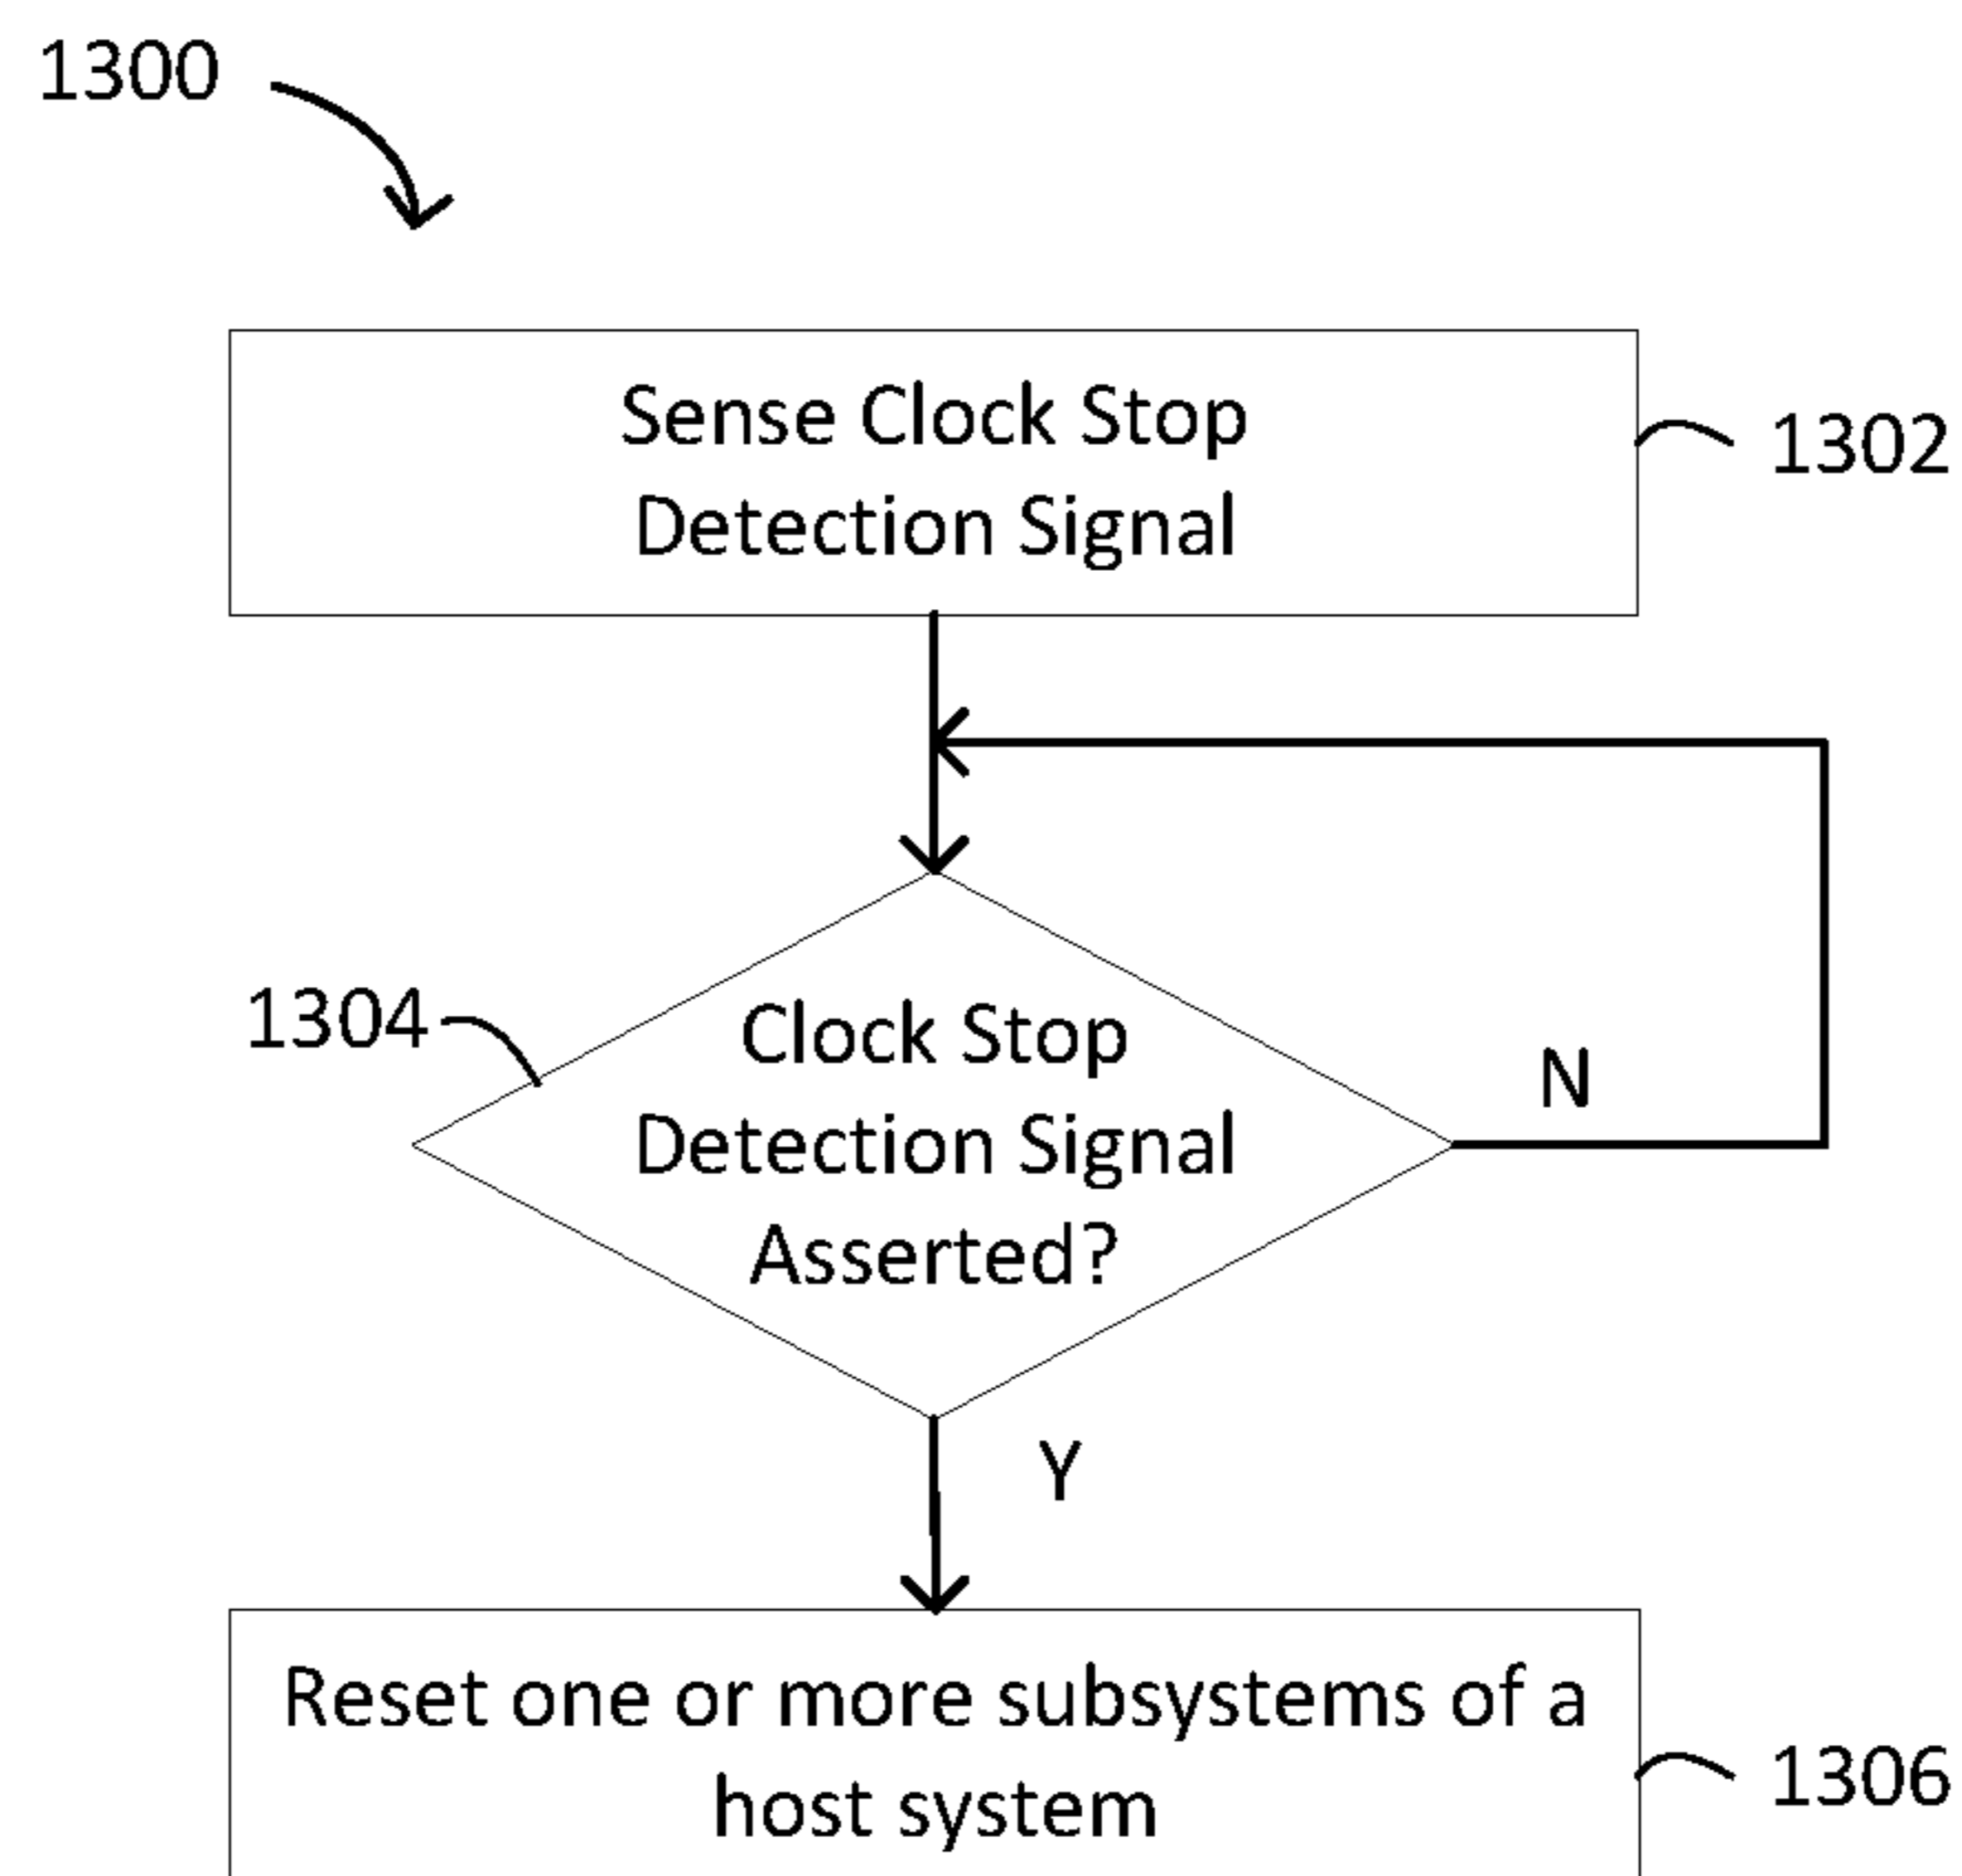 1300
Sense Clock Stop
Detection Signal
1302
1304
Clock Stop
Detection Signal
Asserted?
N
Y
Reset one or more subsystems of a
host system
1306